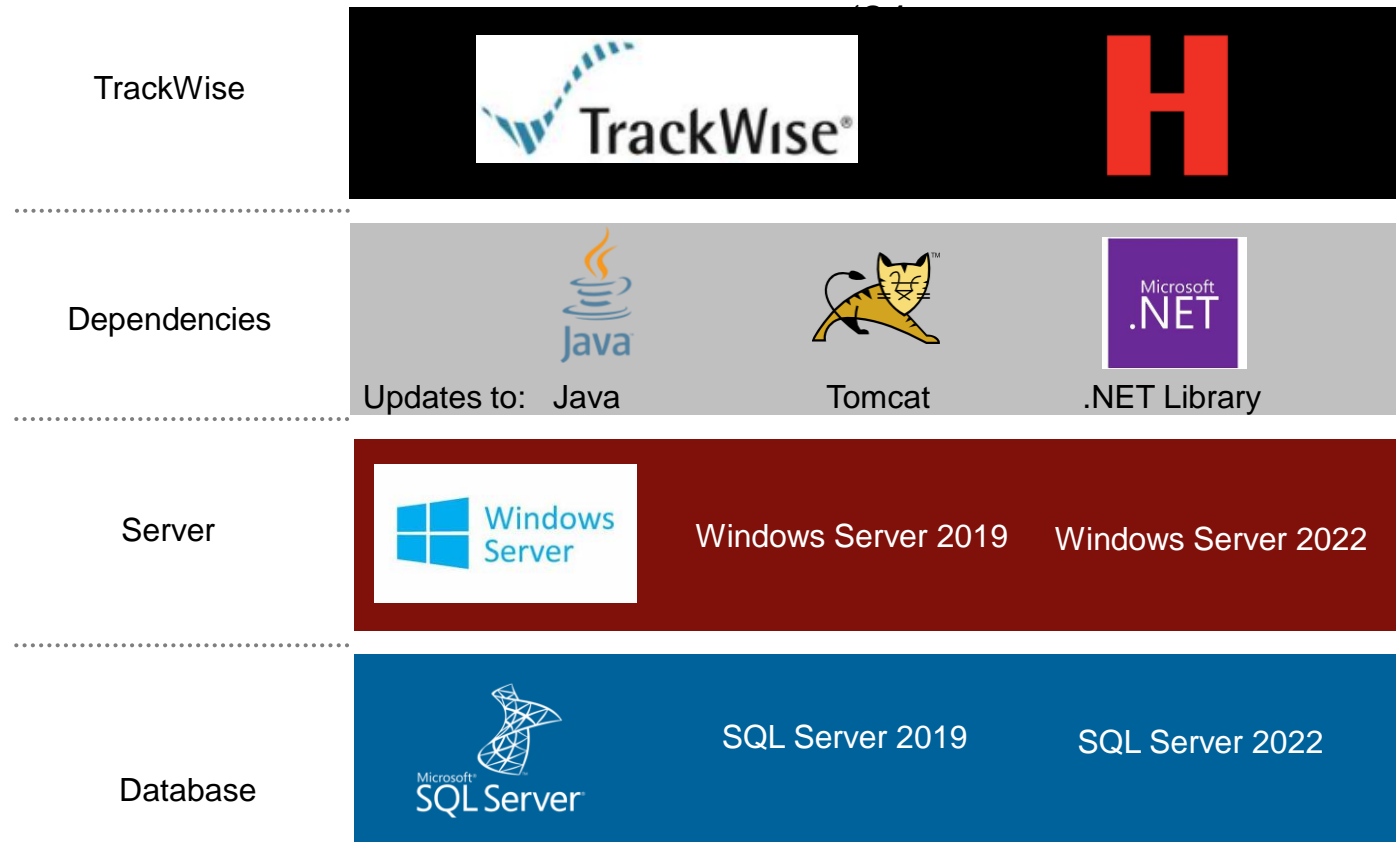 TrackWise
TrackWise®
H
Dependencies
Java
TM
Microsoft
.NET
Updates to: Java Tomcat .NET Library
Server
Windows
Server
Windows Server 2019 Windows Server 2022
Database
Microsoft®
SQL Server
SQL Server 2019 SQL Server 2022